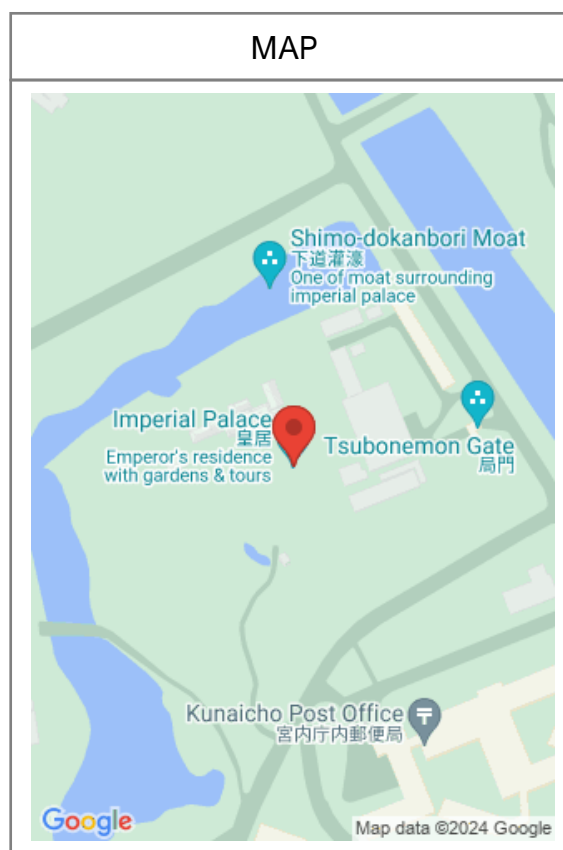 MAP
Shimo-dokanbori Moat
下道灌濠
One of moat surrounding
imperial palace
Imperial Palace
皇居
Emperor's residence
with gardens & tours
Tsubonemon Gate
局門
Kunaicho Post Office
宮内庁内郵便局
Google
Map data ©2024 Google